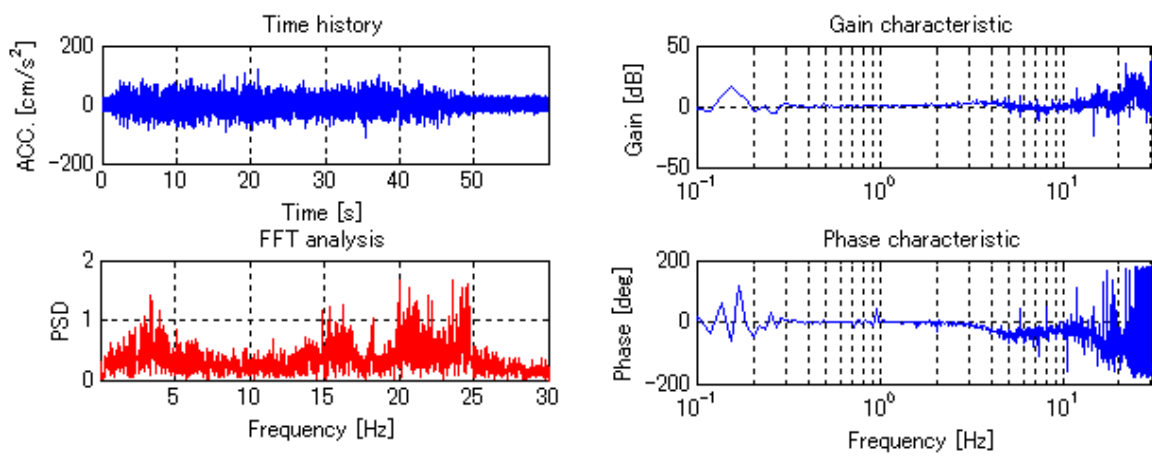 Time history
200
0
-200
ACC. [cm/s²]
0 10 20 30 40 50
Time [s]
FFT analysis
2
1
0
PSD
5 10 15 20 25 30
Frequency [Hz]
Gain characteristic
50
0
-50
Gain [dB]
10⁻¹ 10⁰ 10¹
Phase characteristic
200
0
-200
Phase [deg]
10⁻¹ 10⁰ 10¹
Frequency [Hz]